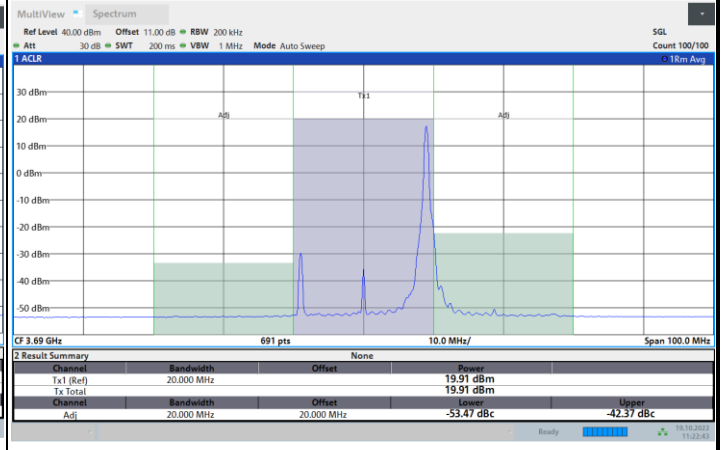 MultiView Spectrum
Ref Level 40.00 dBm Offset 11.00 dB RBW 200 kHz SGL
Att 30 dB SWT 200 ms VBW 1 MHz Mode Auto Sweep Count 100/100
1 ACLR 1Rm Avg
30 dBm
Tx1
20 dBm
Adj Adj
10 dBm
0 dBm
-10 dBm
-20 dBm
-30 dBm
-40 dBm
-50 dBm
CF 3.69 GHz 691 pts 10.0 MHz/ Span 100.0 MHz
2 Result Summary None
Channel Bandwidth Offset Power
Tx1 (Ref) 20.000 MHz 19.91 dBm
Tx Total 19.91 dBm
Channel Bandwidth Offset Lower Upper
Adj 20.000 MHz 20.000 MHz -53.47 dBc -42.37 dBc
Ready 19.10.2022
11:22:43